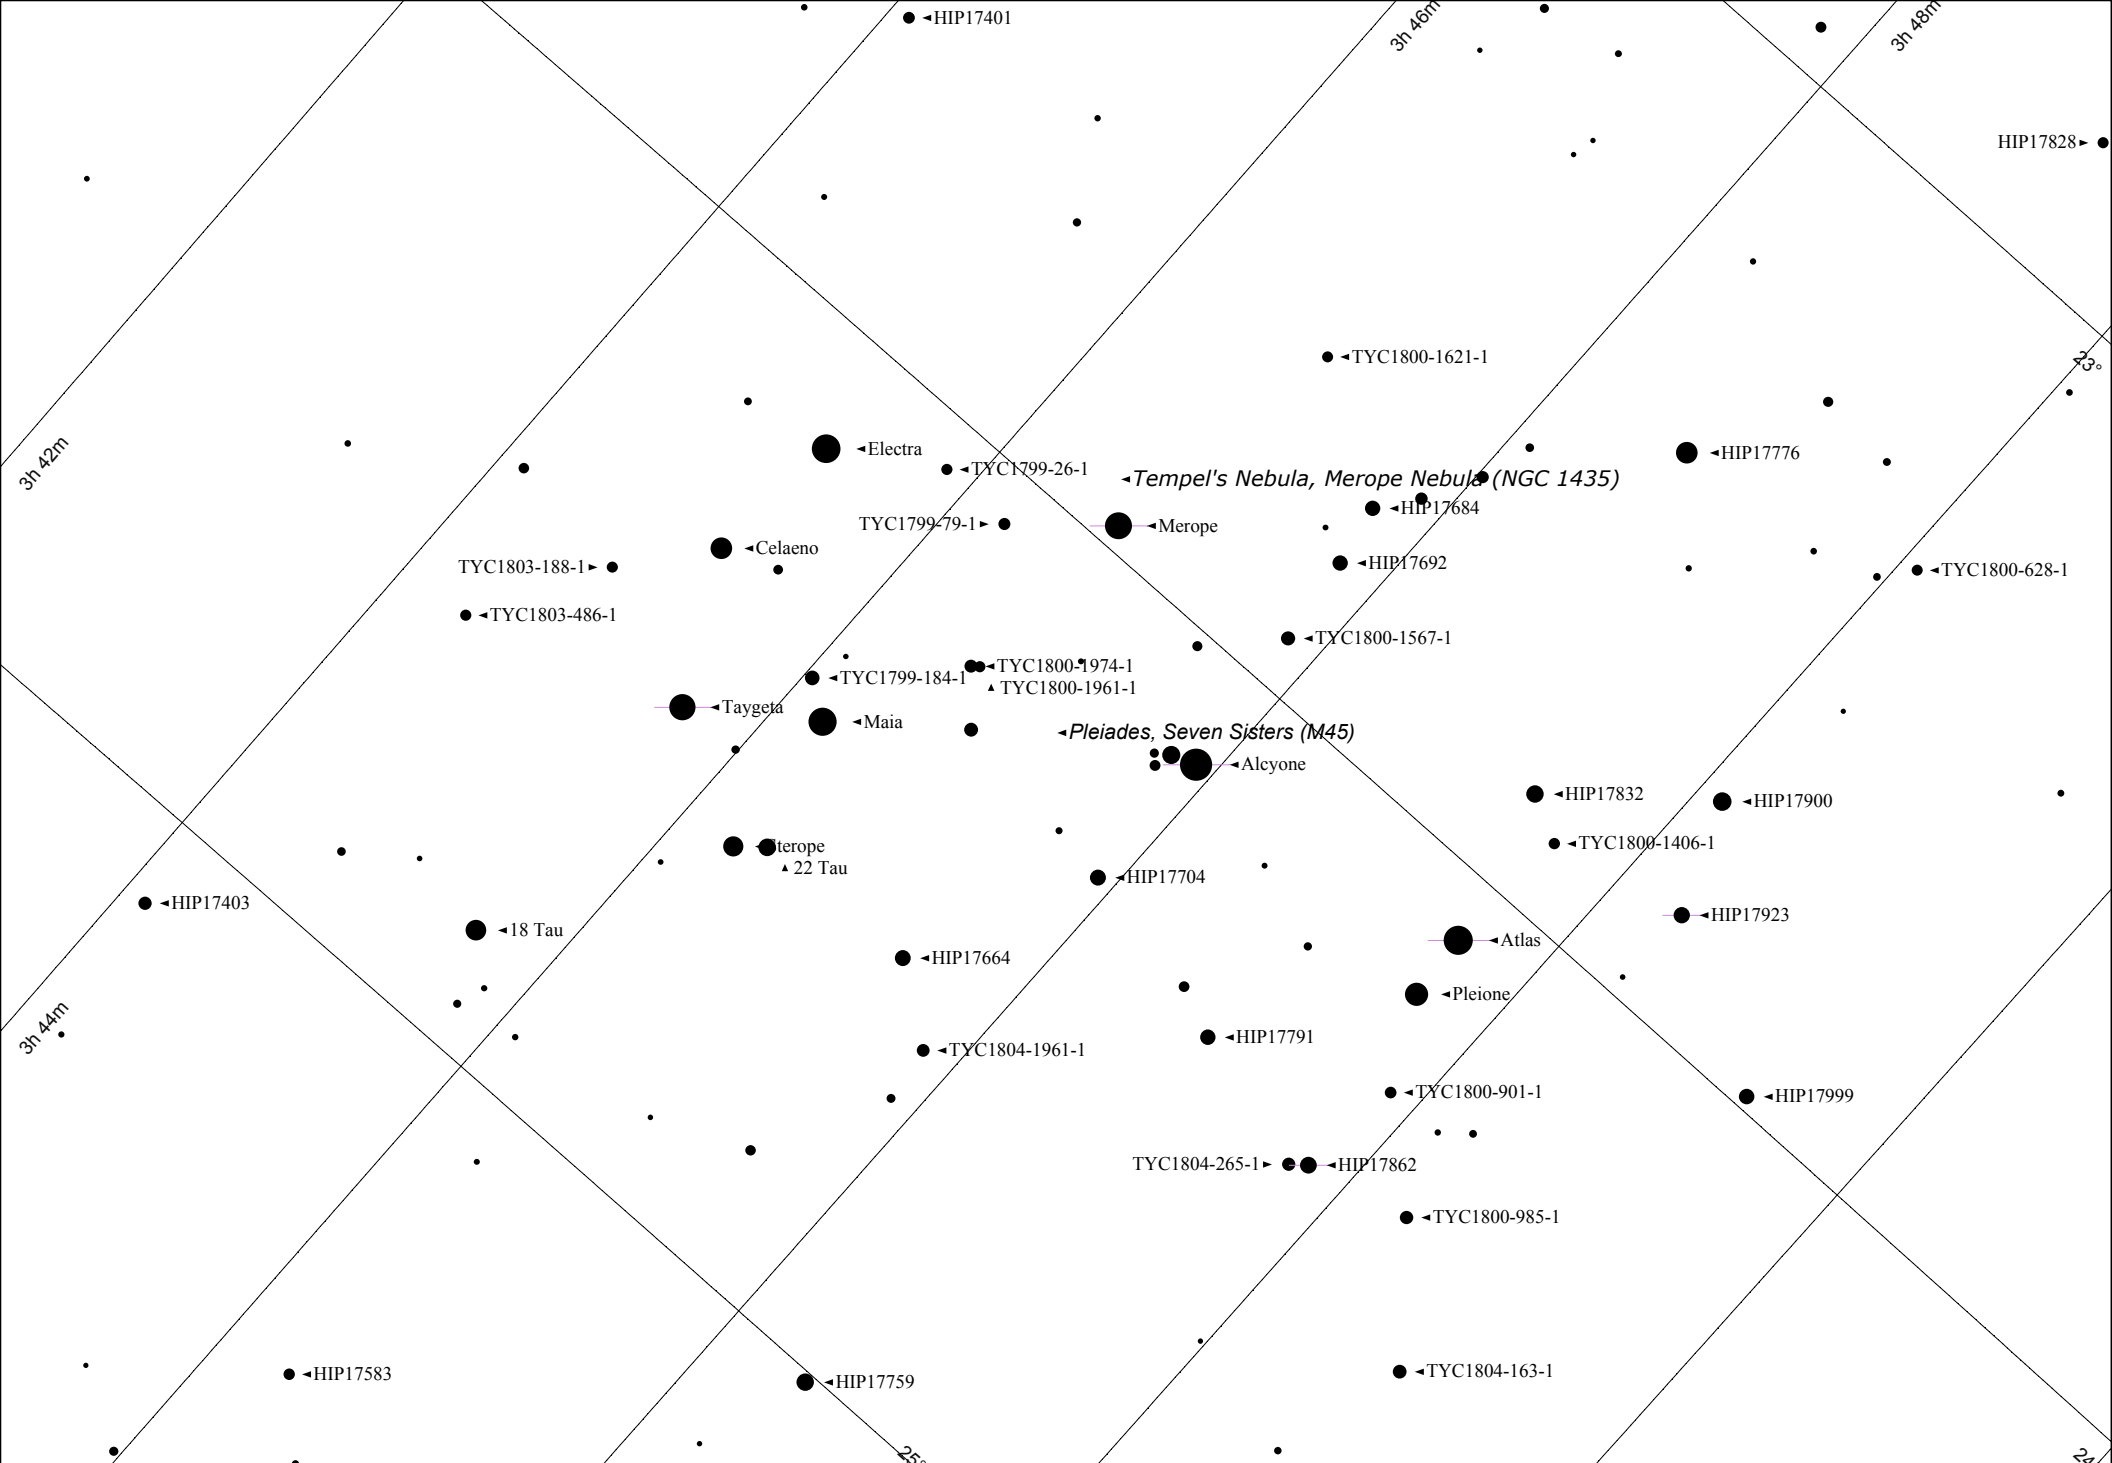 HIP17401
3h 46m
3h 48m
HIP17828
TYC1800-1621-1
23°
3h 42m
Electra
HIP17776
TYC1799-26-1
Tempel's Nebula, Merope Nebula (NGC 1435)
HIP17684
TYC1799-79-1
Merope
Celaeno
HIP17692
TYC1803-188-1
TYC1800-628-1
TYC1803-486-1
TYC1800-1567-1
TYC1800-1974-1
TYC1799-184-1
TYC1800-1961-1
Taygeta
Maia
Pleiades, Seven Sisters (M45)
Alcyone
HIP17832
HIP17900
Sterope
TYC1800-1406-1
22 Tau
HIP17704
HIP17403
HIP17923
18 Tau
Atlas
HIP17664
Pleione
3h 44m
HIP17791
TYC1804-1961-1
TYC1800-901-1
HIP17999
TYC1804-265-1
HIP17862
TYC1800-985-1
HIP17583
TYC1804-163-1
HIP17759
25°
24